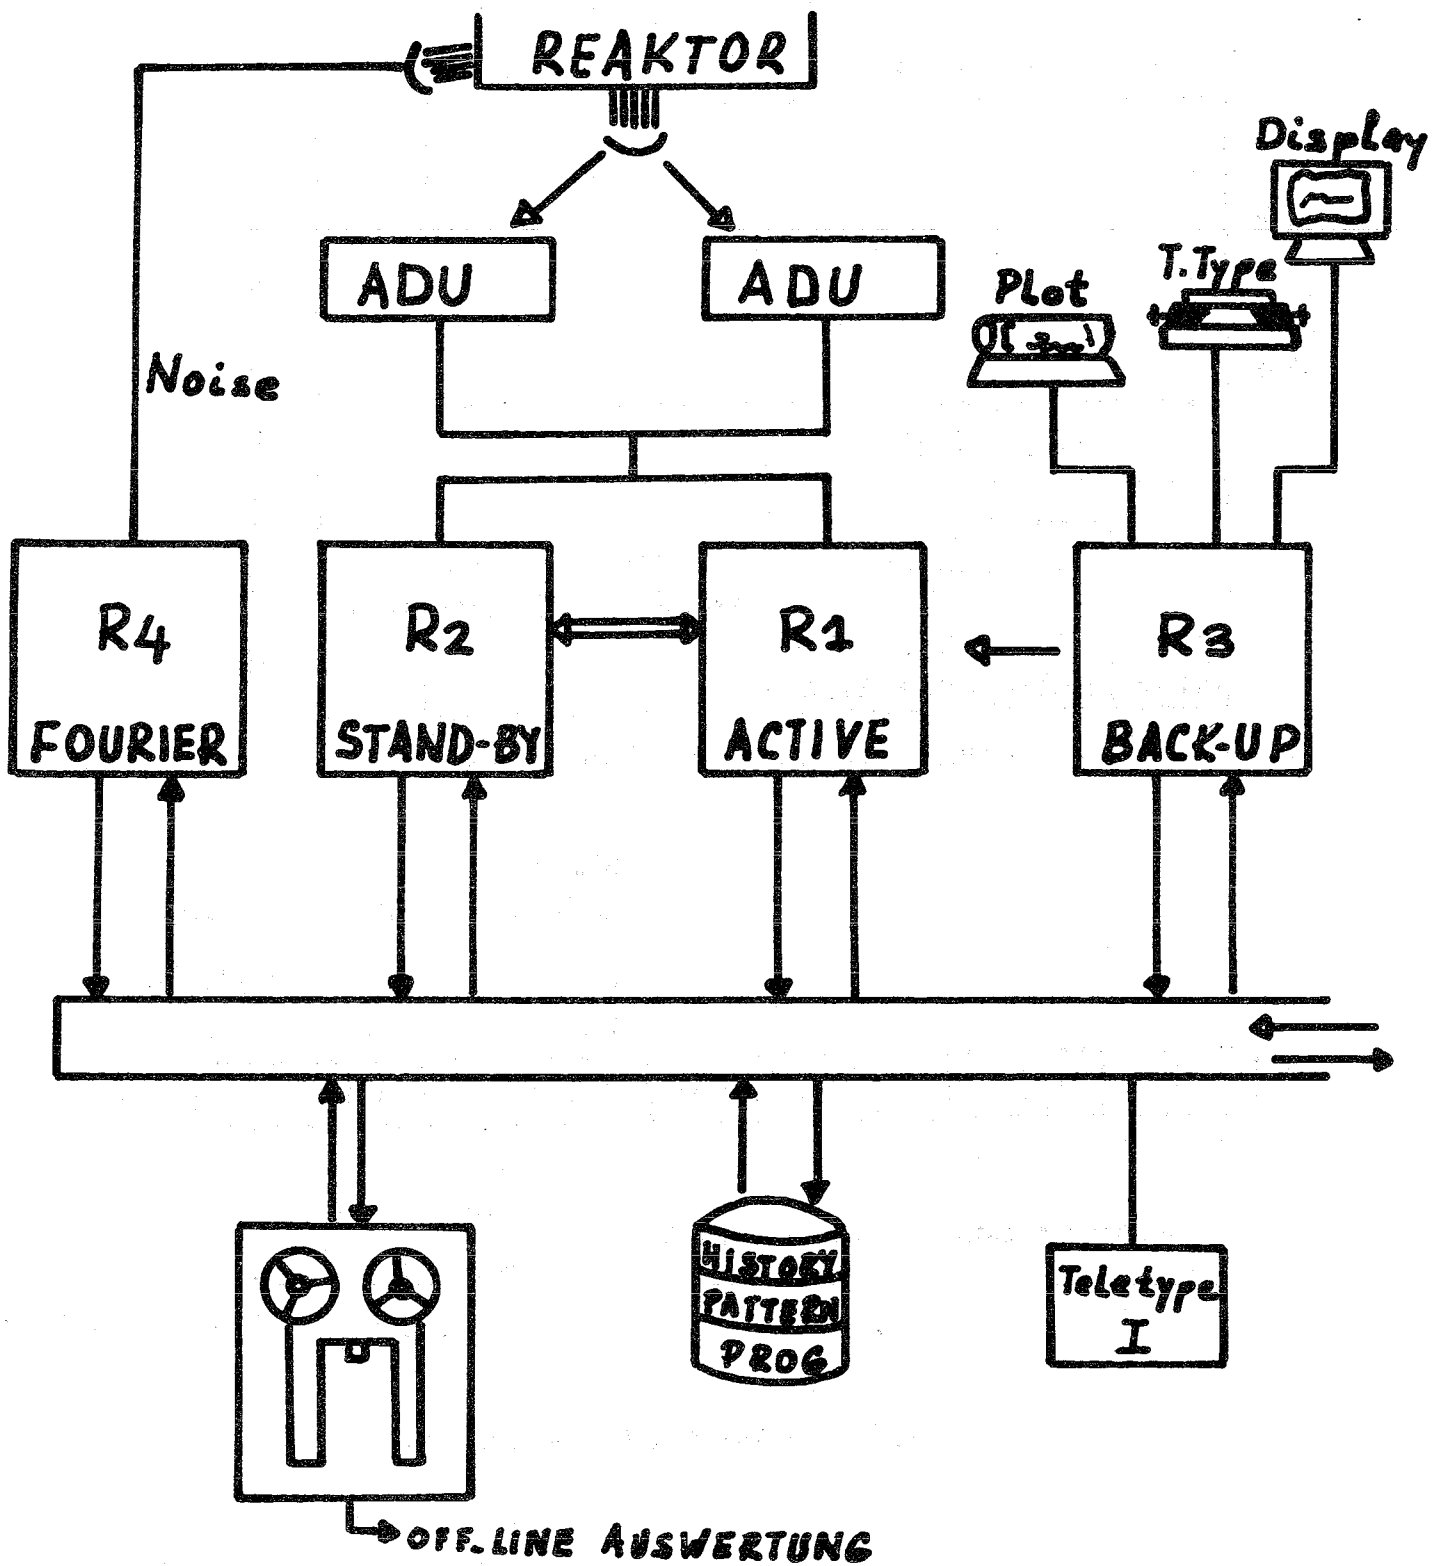 REAKTOR
Display
T.Type
Plot
ADU
ADU
Noise
R4
FOURIER
R2
STAND-BY
R1
ACTIVE
R3
BACK-UP
HISTORY
PATTERN
PROG
Teletype
I
OFF-LINE AUSWERTUNG